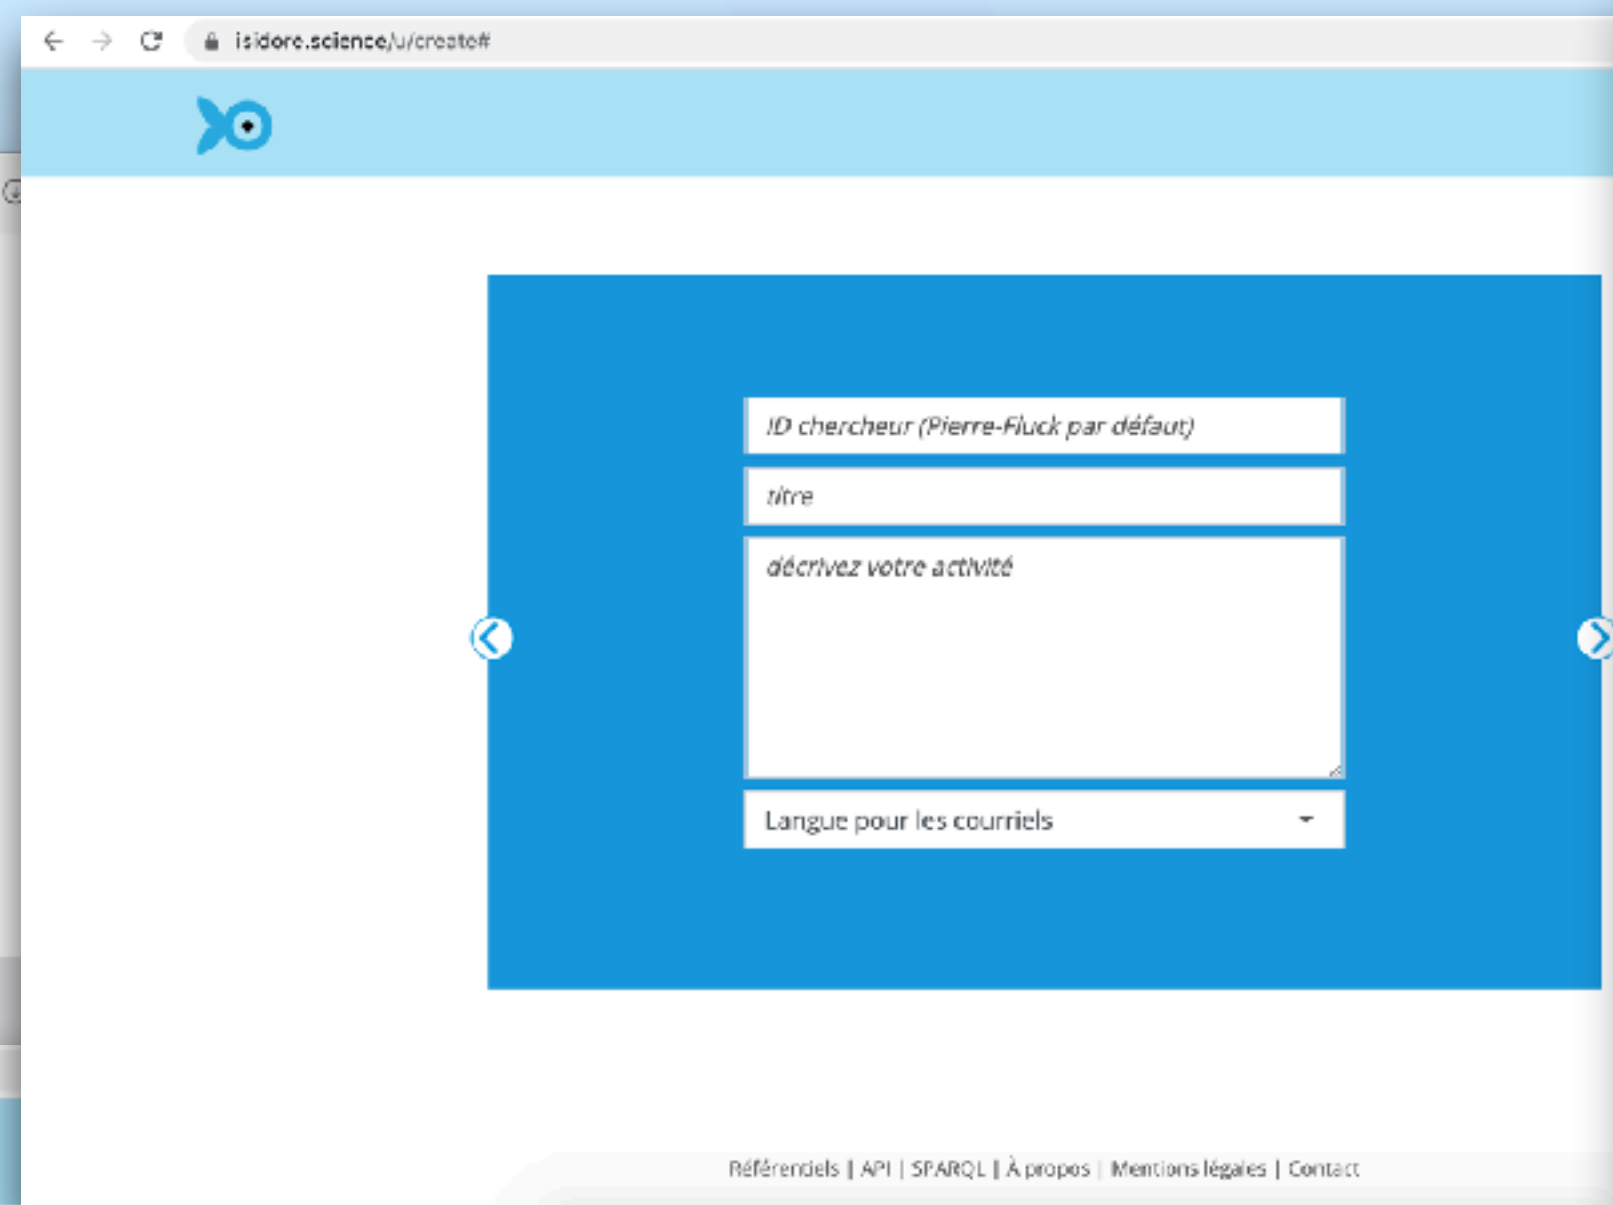 isidore.science/u/create#
ID chercheur (Pierre-Fluck par défaut)
titre
décrivez votre activité
Langue pour les courriels
Référentiels | API | SPARQL | À propos | Mentions légales | Contact